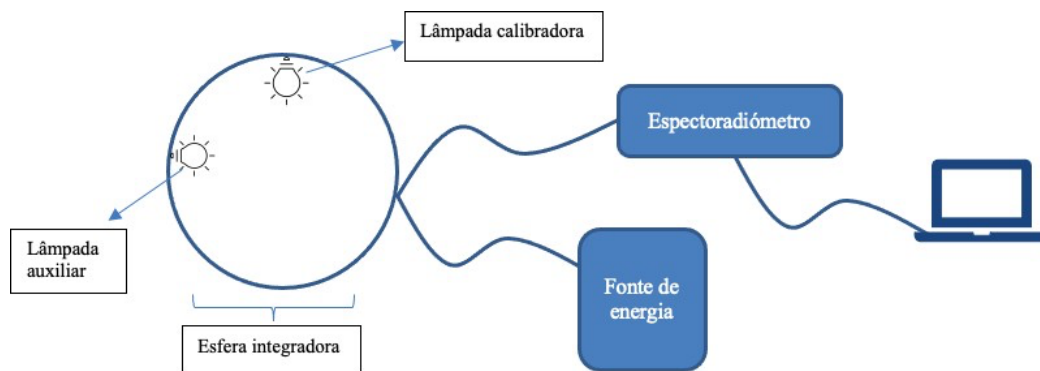 Lâmpada calibradora
Espectoradiómetro
Lâmpada
auxiliar
Fonte de
energia
Esfera integradora